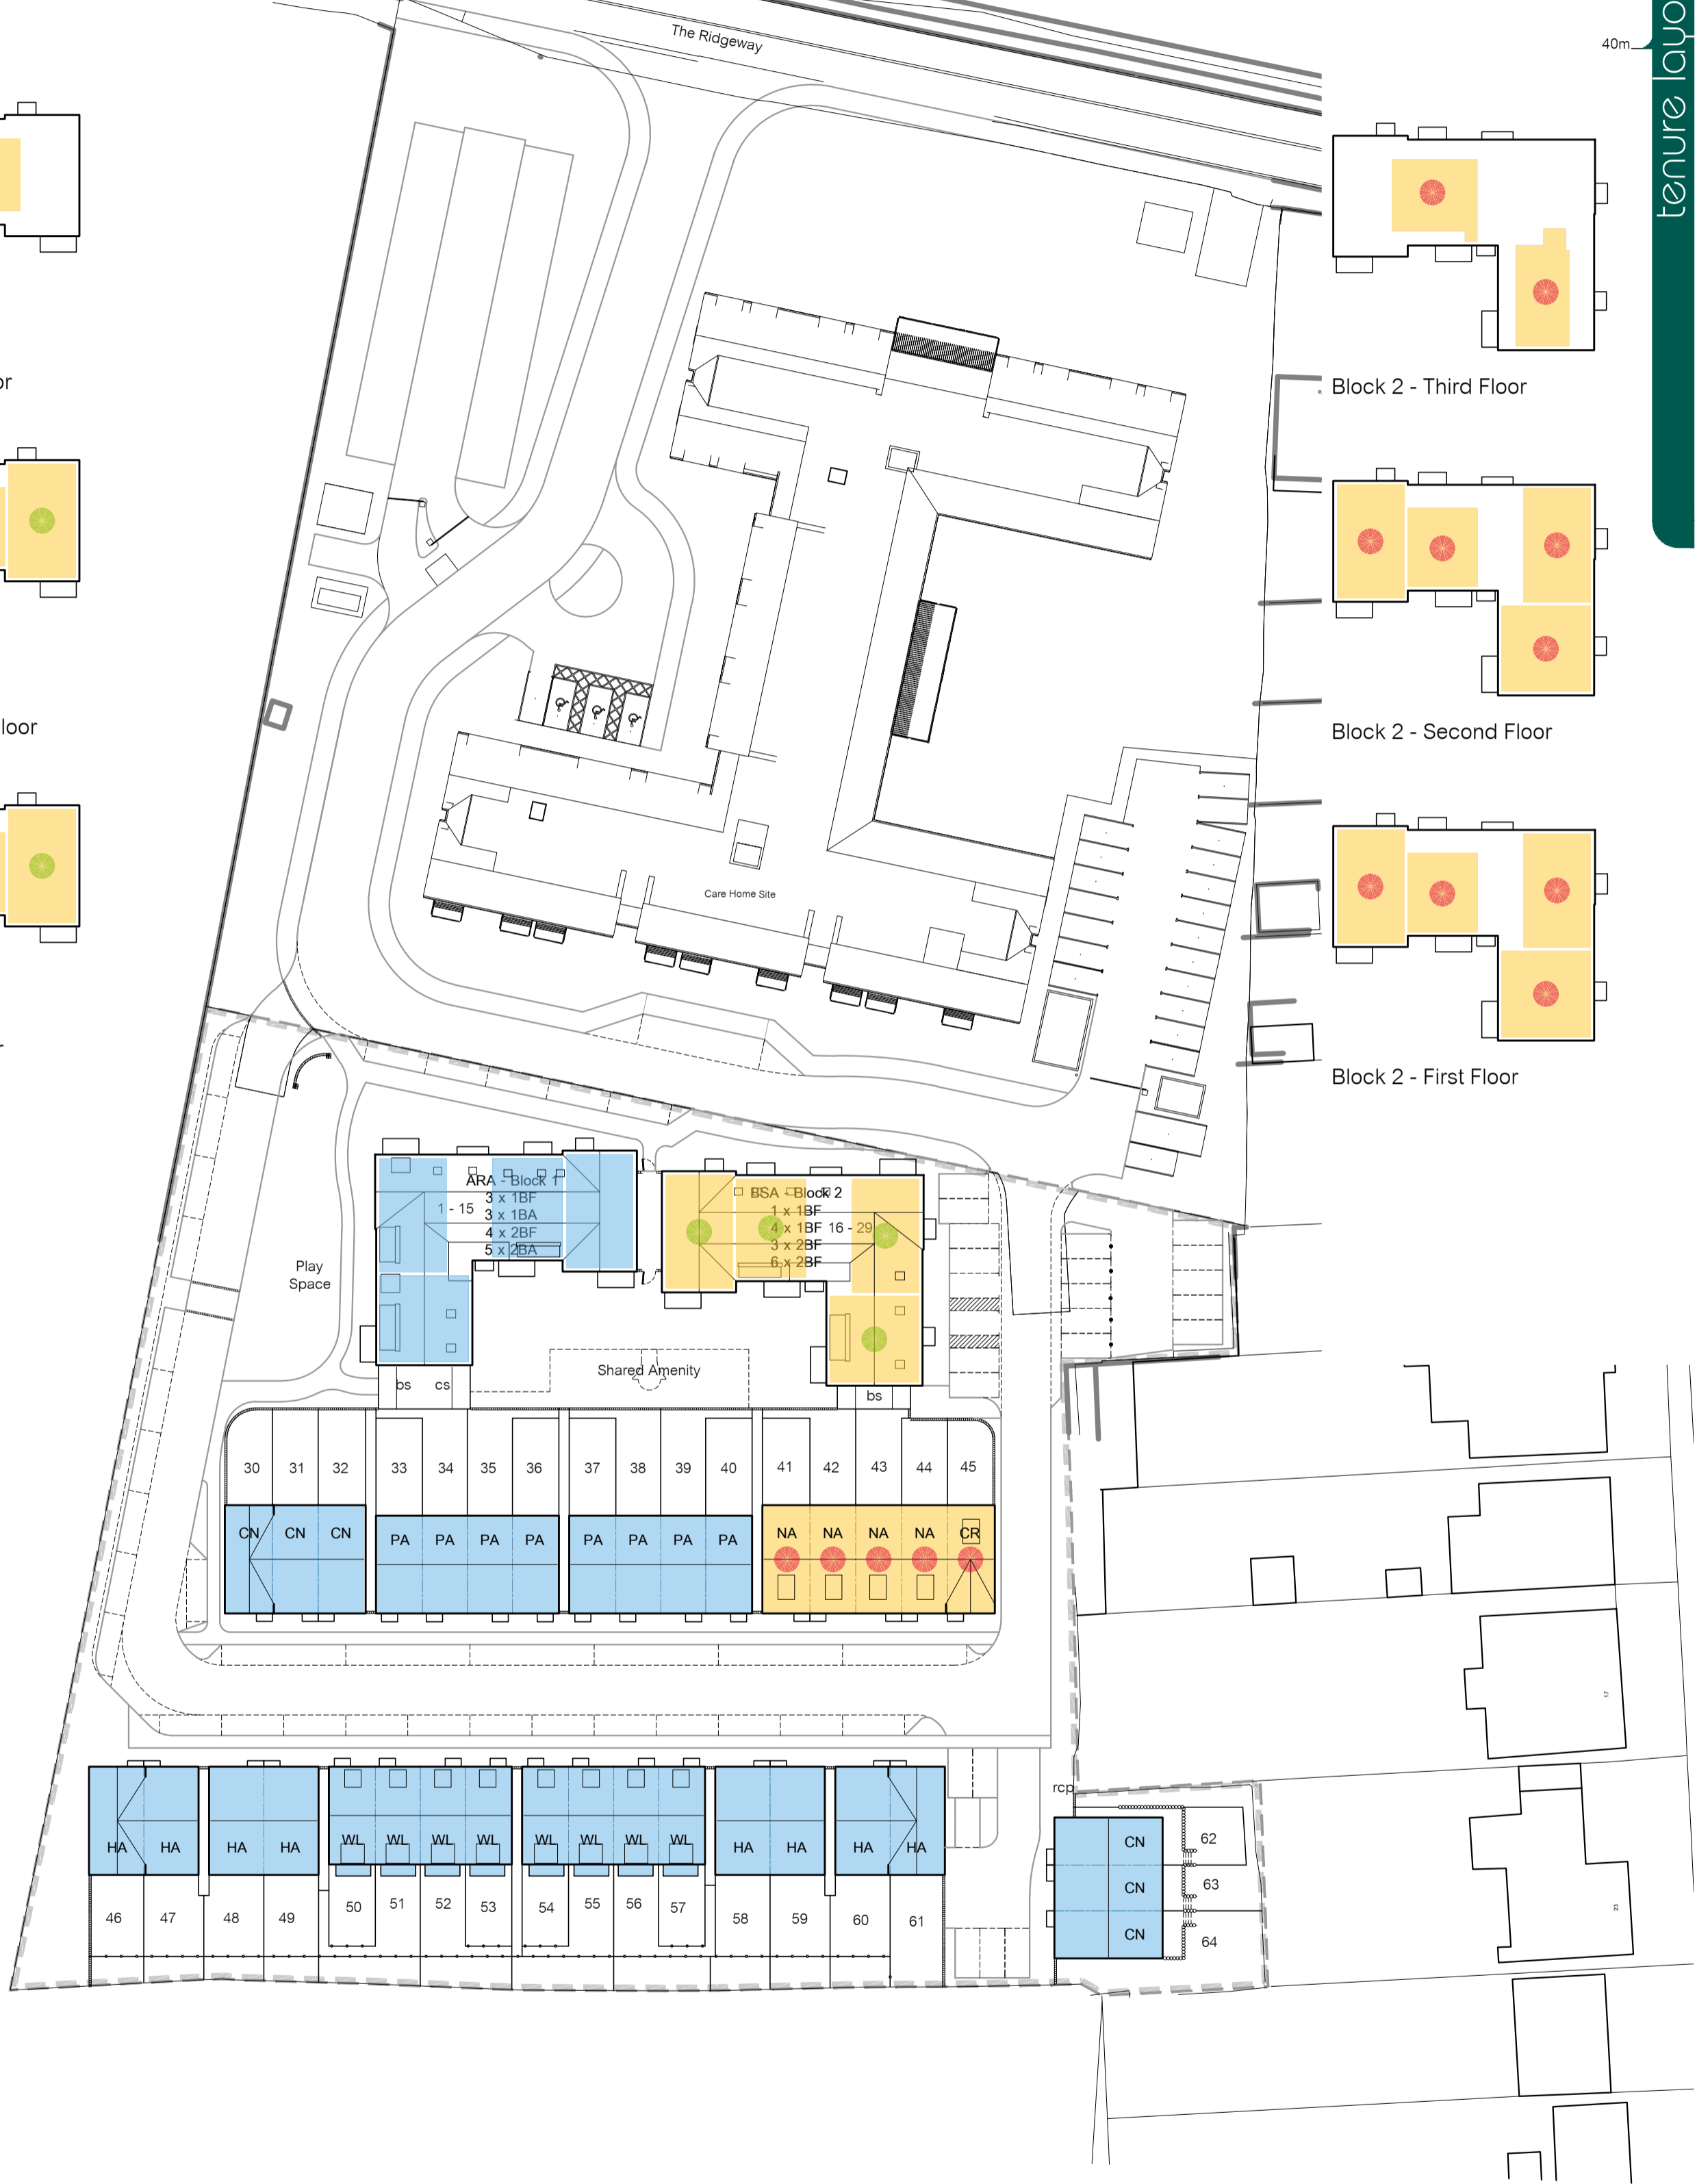 The Ridgeway
40m
tenure layo
Block 2 - Third Floor
or
Block 2 - Second Floor
loor
Care Home Site
Block 2 - First Floor
r
ARA - Block 1
3 x 1BF
1 - 15
3 x 1BA
4 x 2BF
5 x 2BA
BSA - Block 2
1 x 1BF
4 x 1BF 16 - 29
3 x 2BF
6 x 2BF
Play
Space
Shared Amenity
bs cs
bs
30 31 32 33 34 35 36 37 38 39 40 41 42 43 44 45
CN CN CN PA PA PA PA PA PA PA PA NA NA NA NA CR
17
rcp
HA HA HA HA WL WL WL WL WL WL WL WL HA HA HA HA
46 47 48 49 50 51 52 53 54 55 56 57 58 59 60 61
CN 62
CN 63
CN 64
23